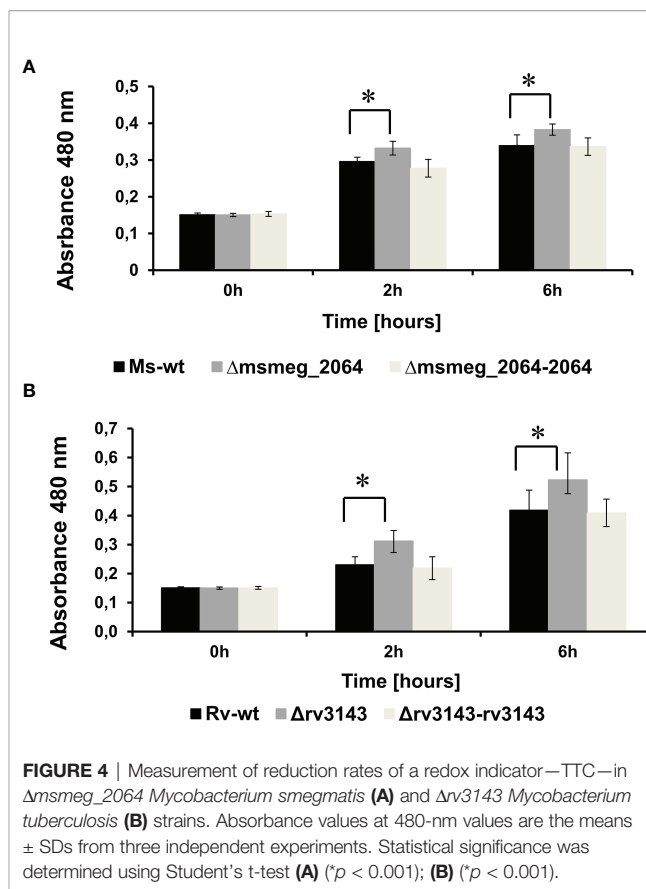 A
Absrbance 480 nm
0,5
0,4
0,3
0,2
0,1
0
*
*
0h 2h 6h
Time [hours]
Ms-wt Δmsmeg_2064 Δmsmeg_2064-2064
B
Absorbance 480 nm
0,7
0,6
0,5
0,4
0,3
0,2
0,1
0,0
*
*
0h 2h 6h
Time [hours]
Rv-wt Δrv3143 Δrv3143-rv3143
FIGURE 4 | Measurement of reduction rates of a redox indicator—TTC—in
Δmsmeg_2064 Mycobacterium smegmatis (A) and Δrv3143 Mycobacterium
tuberculosis (B) strains. Absorbance values at 480-nm values are the means
± SDs from three independent experiments. Statistical significance was
determined using Student's t-test (A) (*p < 0.001); (B) (*p < 0.001).